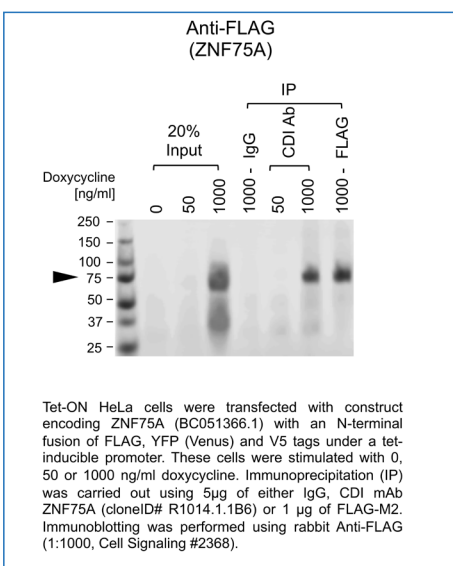 Anti-FLAG
(ZNF75A)
IP
20%
Input
1000 - IgG
CDI Ab
1000 - FLAG
Doxycycline
[ng/ml]
0
50
1000
50
1000
250
150
100
75
50
37
25
Tet-ON HeLa cells were transfected with construct
encoding ZNF75A (BC051366.1) with an N-terminal
fusion of FLAG, YFP (Venus) and V5 tags under a tet-
inducible promoter. These cells were stimulated with 0,
50 or 1000 ng/ml doxycycline. Immunoprecipitation (IP)
was carried out using 5µg of either IgG, CDI mAb
ZNF75A (cloneID# R1014.1.1B6) or 1 µg of FLAG-M2.
Immunoblotting was performed using rabbit Anti-FLAG
(1:1000, Cell Signaling #2368).